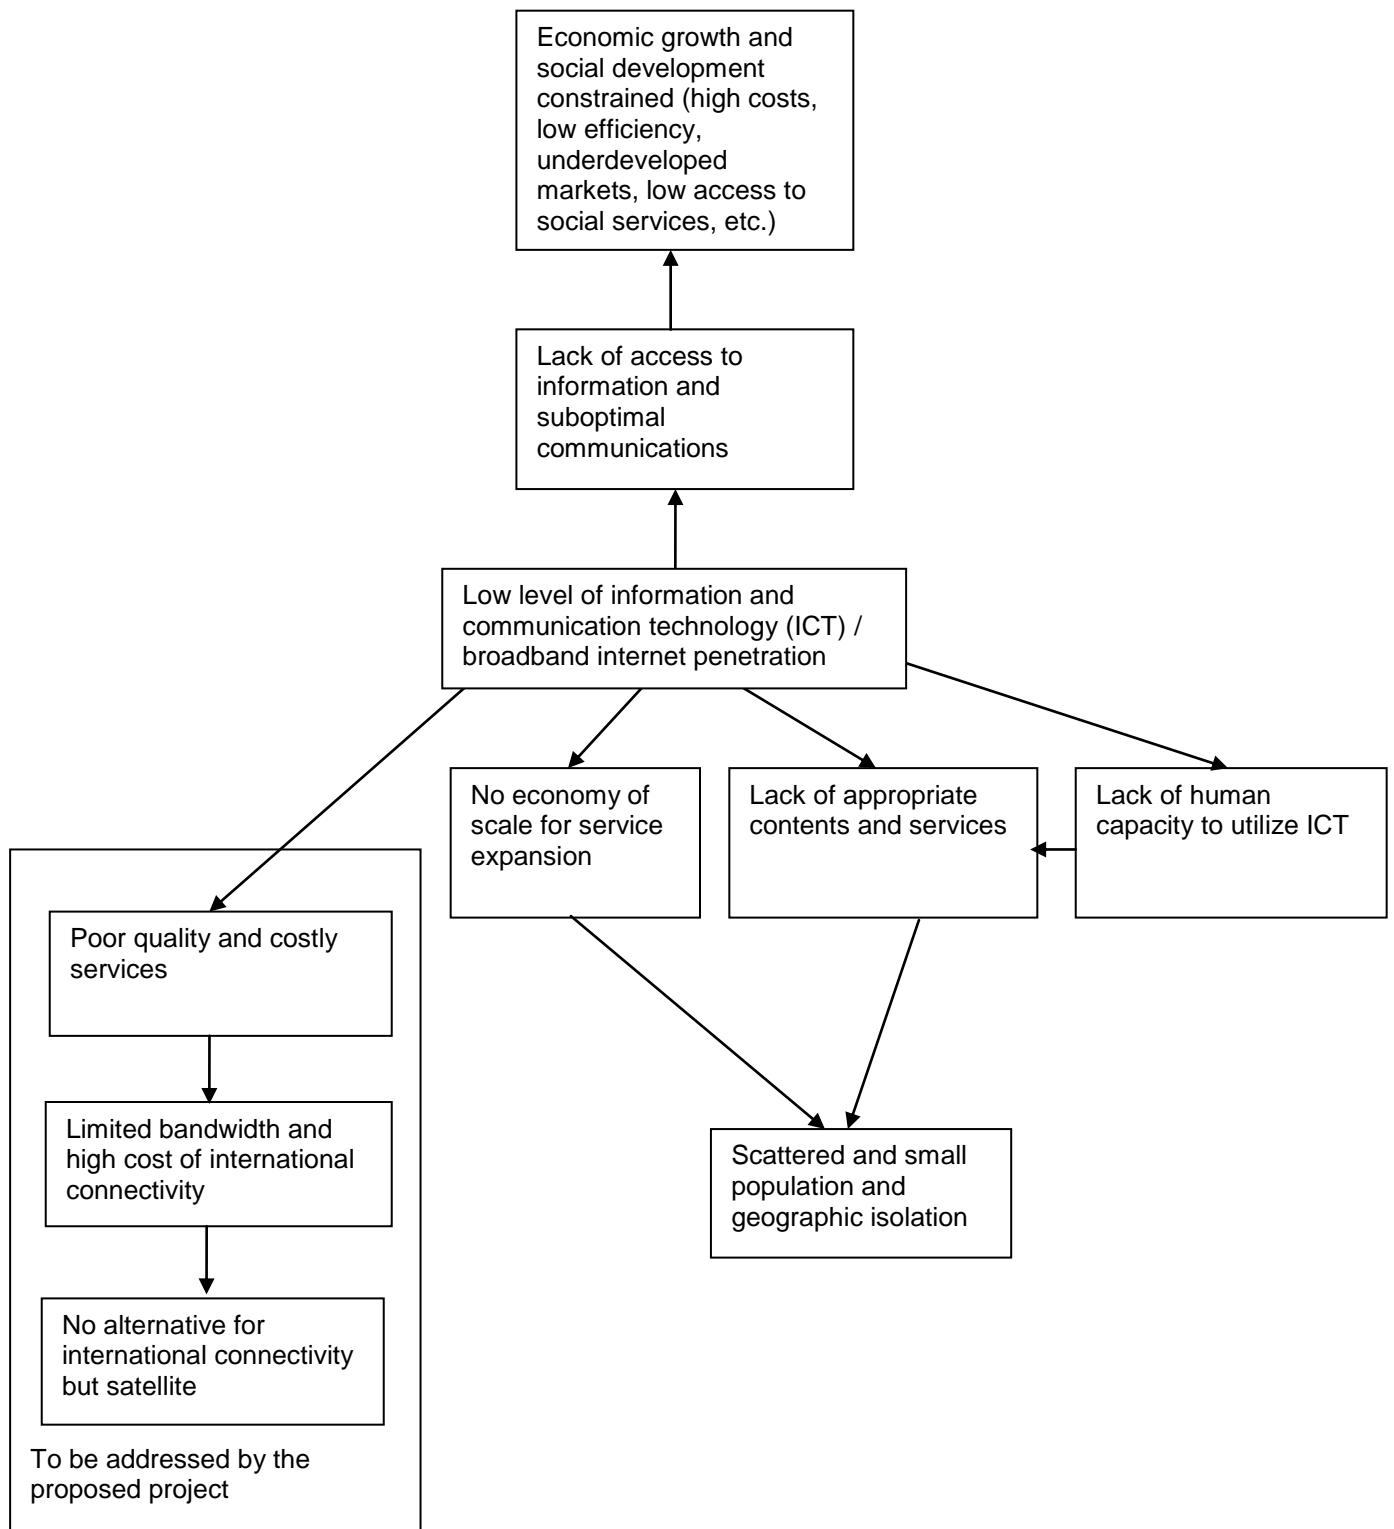 Economic growth and
social development
constrained (high costs,
low efficiency,
underdeveloped
markets, low access to
social services, etc.)
Lack of access to
information and
suboptimal
communications
Low level of information and
communication technology (ICT) /
broadband internet penetration
No economy of
scale for service
expansion
Lack of appropriate
contents and services
Lack of human
capacity to utilize ICT
Poor quality and costly
services
Limited bandwidth and
high cost of international
connectivity
Scattered and small
population and
geographic isolation
No alternative for
international connectivity
but satellite
To be addressed by the
proposed project